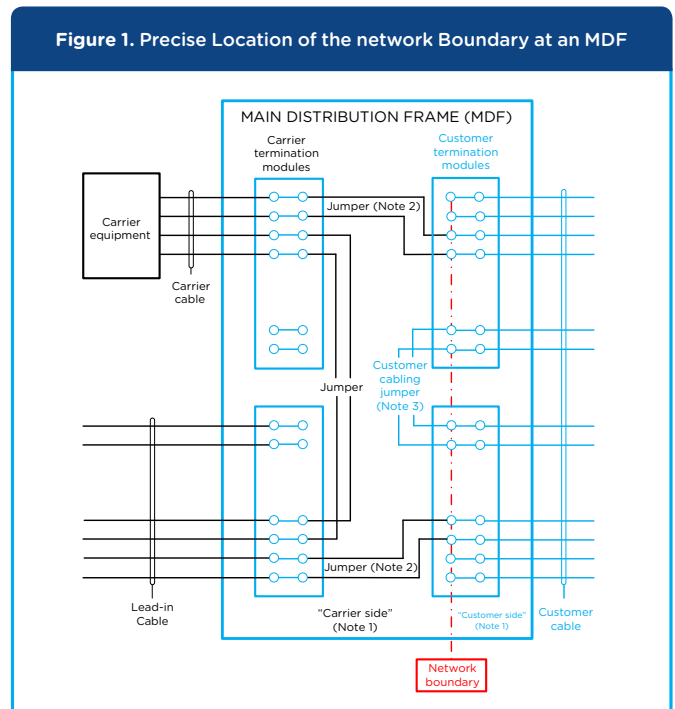 Figure 1. Precise Location of the network Boundary at an MDF
MAIN DISTRIBUTION FRAME (MDF)
Carrier
termination
modules
Customer
termination
modules
Carrier
equipment
Jumper (Note 2)
Carrier
cable
Jumper
Customer
cabling
jumper
(Note 3)
Jumper (Note 2)
Lead-in
Cable
"Carrier side"
(Note 1)
"Customer side"
(Note 1)
Customer
cable
Network
boundary